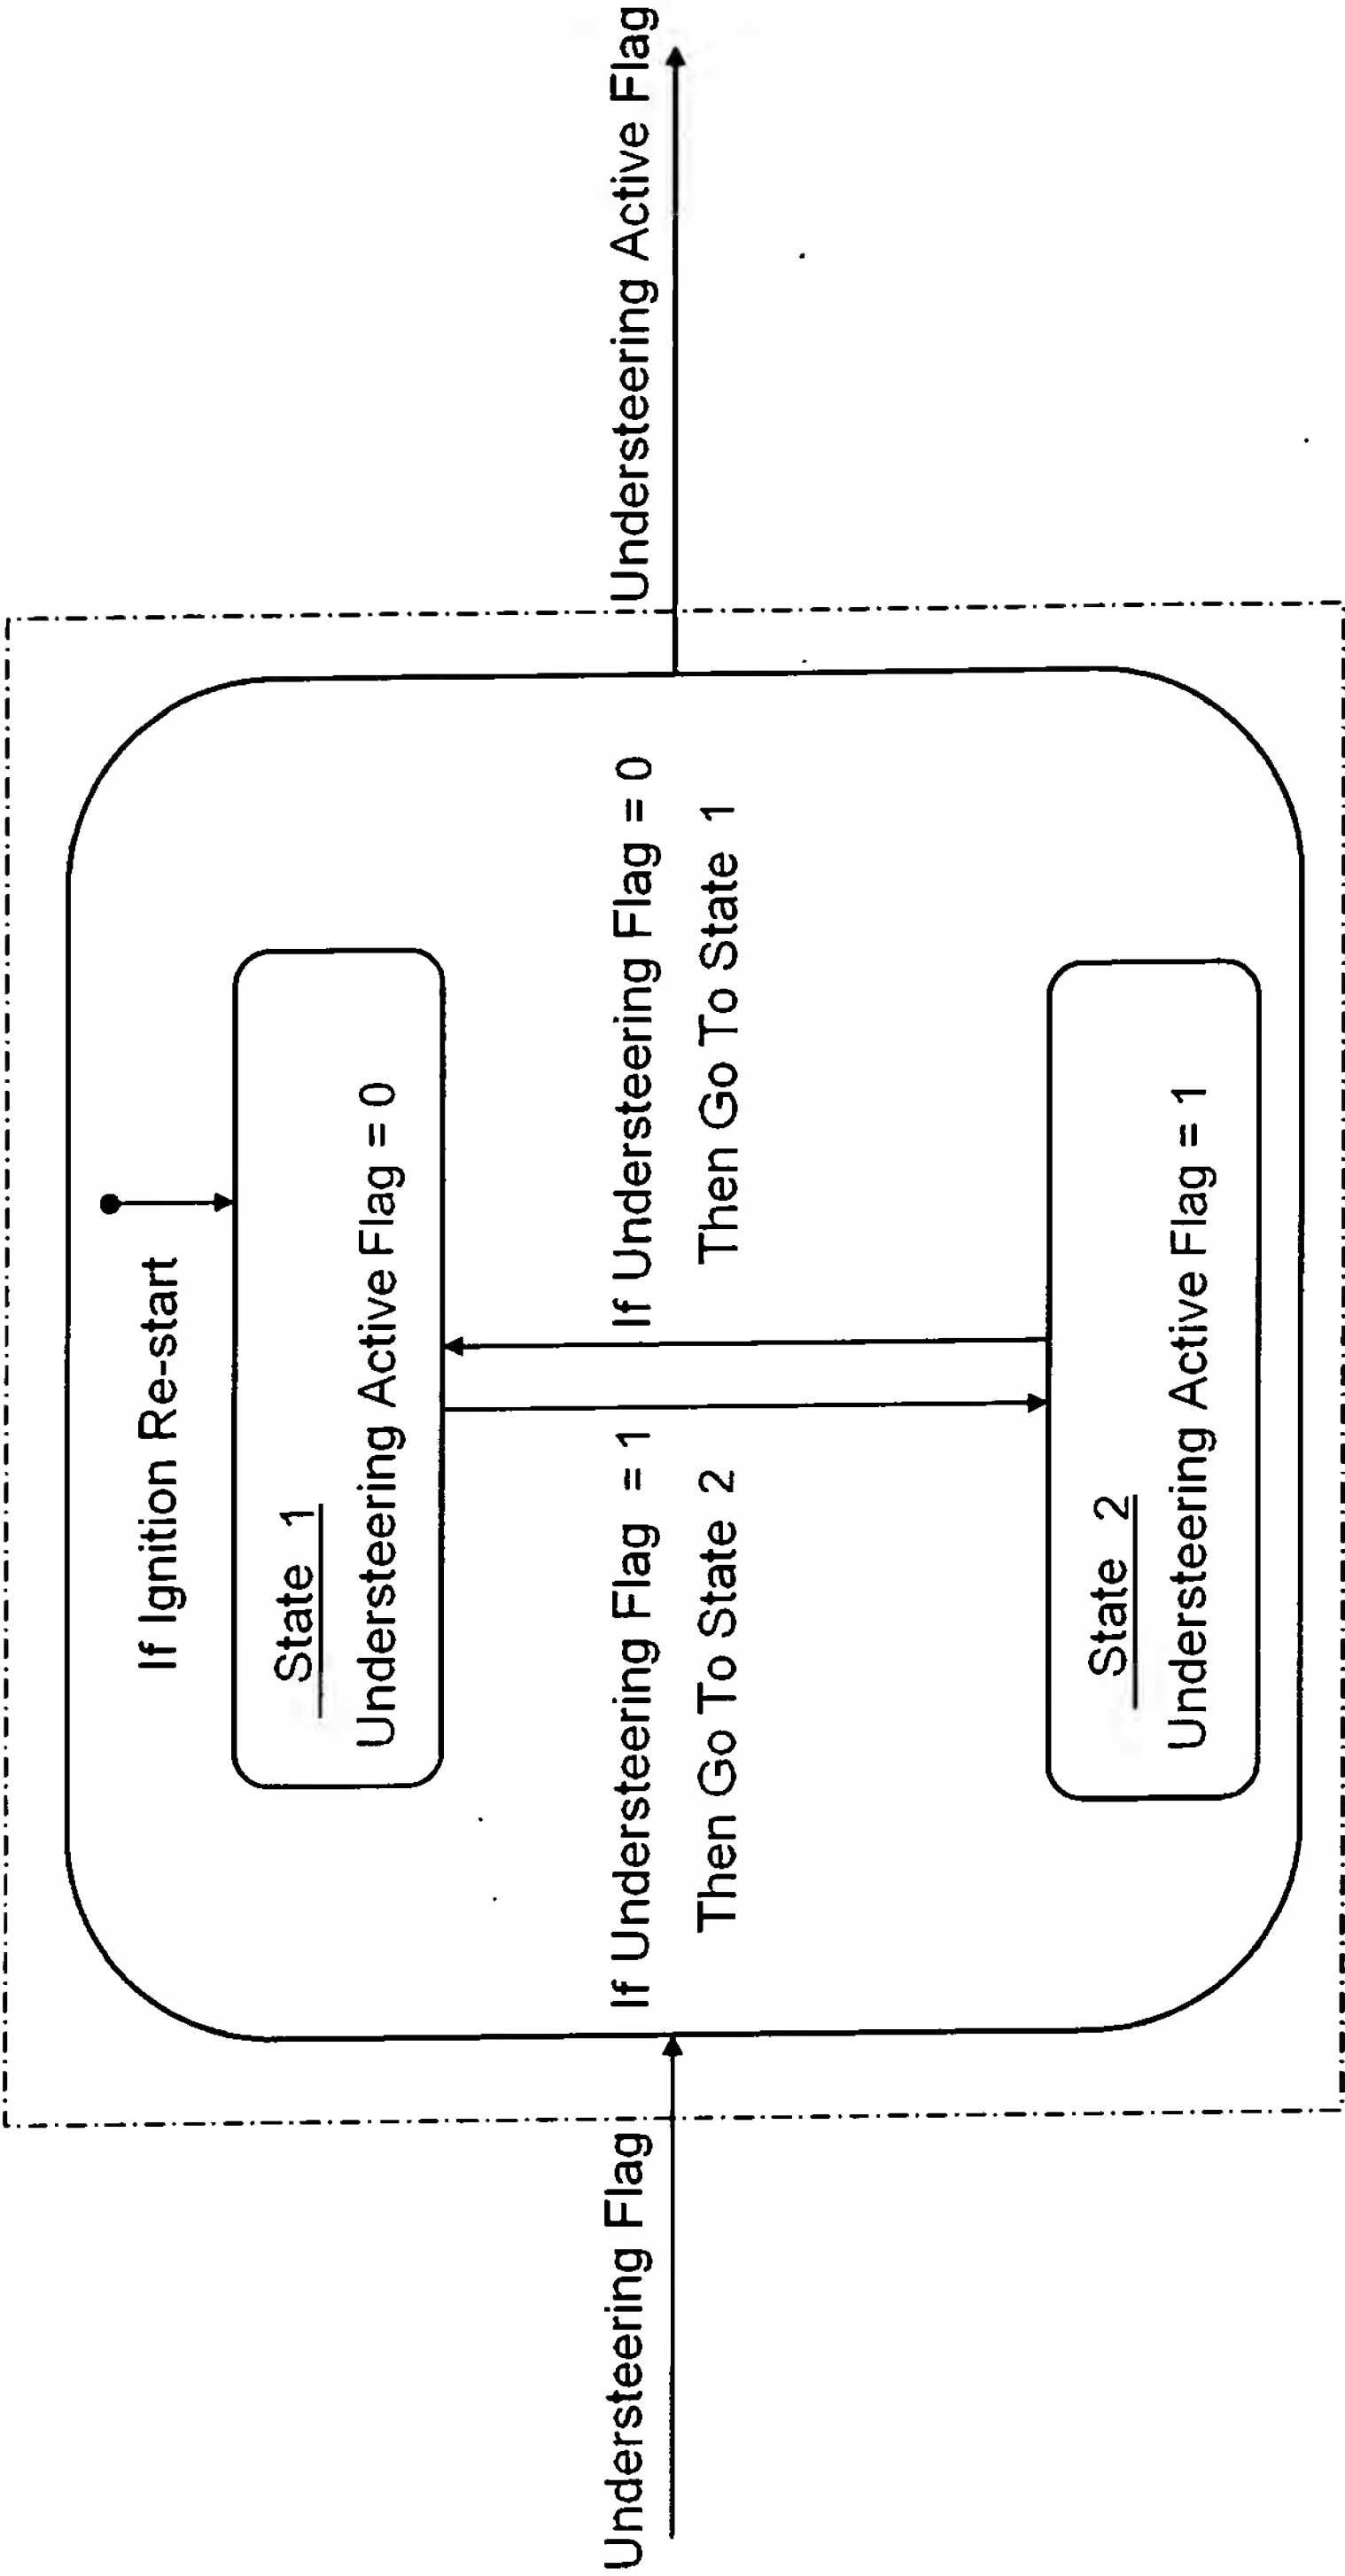 If Ignition Re-start
State 1
Understeering Active Flag = 0
Understeering Flag
If Understeering Flag = 1
Then Go To State 2
If Understeering Flag = 0
Then Go To State 1
Understeering Active Flag
State 2
Understeering Active Flag = 1